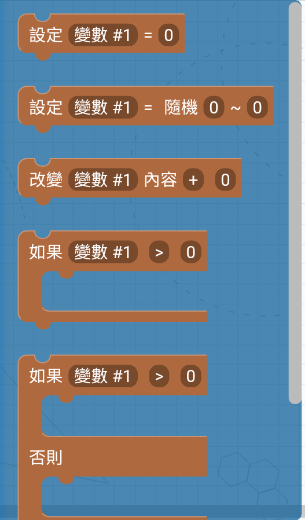 設定 變數 #1 = 0
設定 變數 #1 = 隨機 0 ~ 0
改變 變數 #1 內容 + 0
如果 變數 #1 > 0
如果 變數 #1 > 0
否則